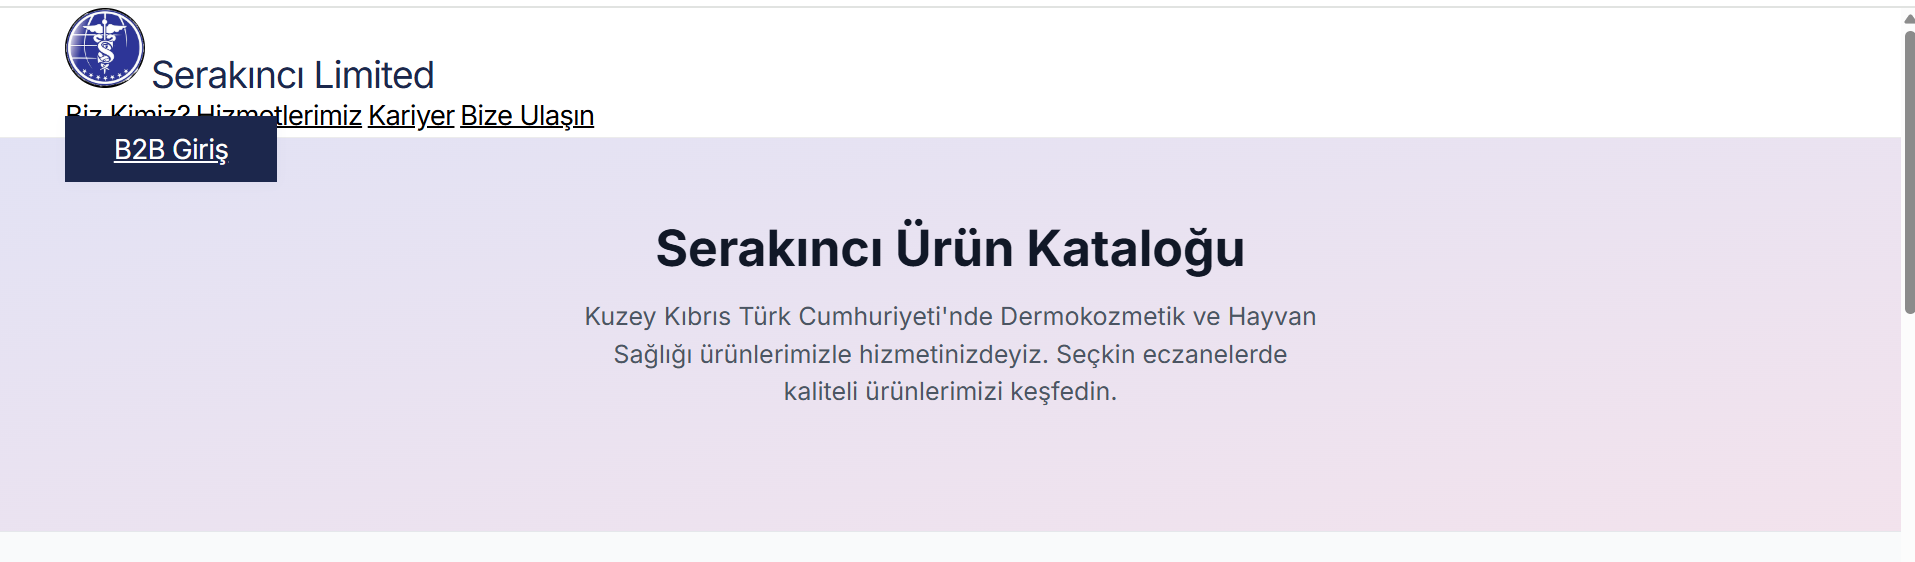 Serakıncı Limited
Biz Kimiz? Hizmetlerimiz Kariyer Bize Ulaşın
B2B Giriş
Serakıncı Ürün Kataloğu
Kuzey Kıbrıs Türk Cumhuriyeti'nde Dermokozmetik ve Hayvan
Sağlığı ürünlerimizle hizmetinizdeyiz. Seçkin eczanelerde
kaliteli ürünlerimizi keşfedin.